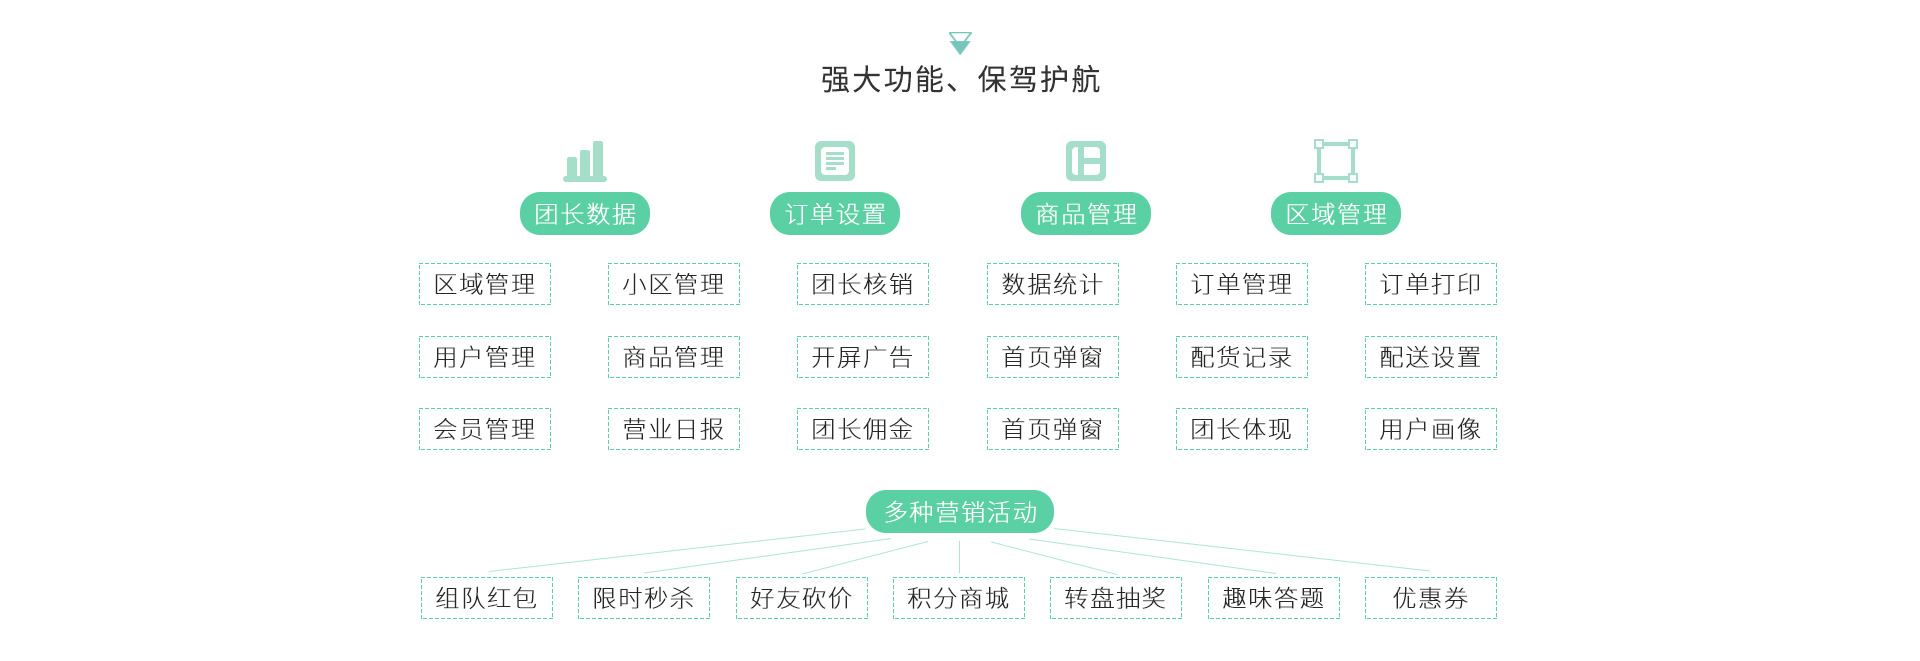 强大功能、保驾护航
团长数据 订单设置 商品管理 区域管理
区域管理 小区管理 团长核销 数据统计 订单管理 订单打印
用户管理 商品管理 开屏广告 首页弹窗 配货记录 配送设置
会员管理 营业日报 团长佣金 首页弹窗 团长体现 用户画像
多种营销活动
组队红包 限时秒杀 好友砍价 积分商城 转盘抽奖 趣味答题 优惠券